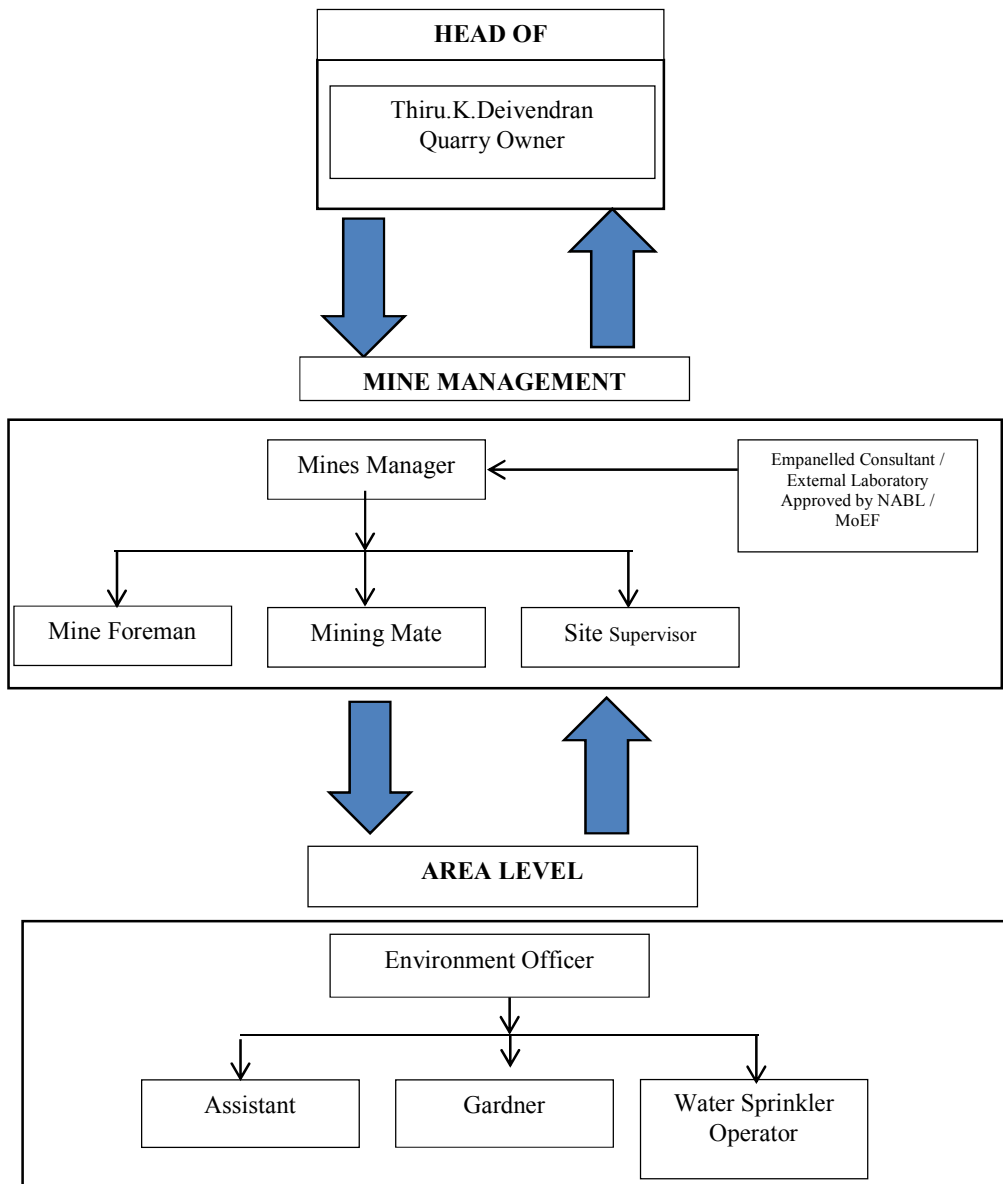 HEAD OF
Thiru.K.Deivendran
Quarry Owner
MINE MANAGEMENT
Mines Manager
Empanelled Consultant /
External Laboratory
Approved by NABL /
MoEF
Mine Foreman
Mining Mate
Site Supervisor
AREA LEVEL
Environment Officer
Assistant
Gardner
Water Sprinkler
Operator